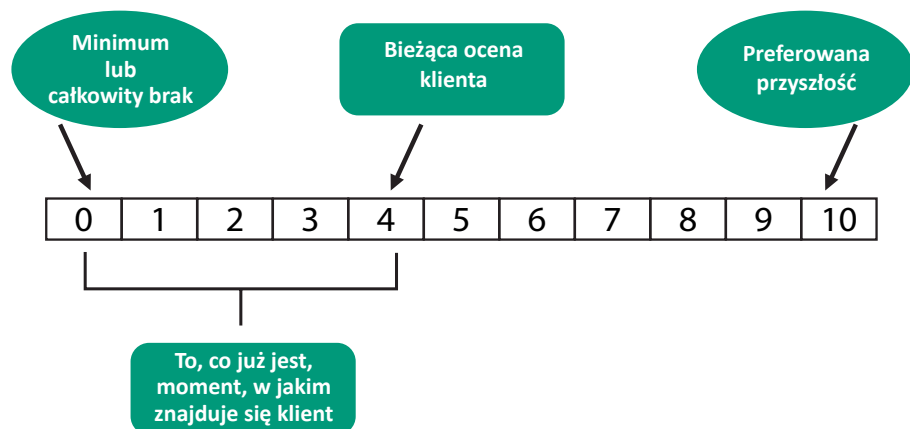 Minimum
lub
całkowity brak
Bieżąca ocena
klienta
Preferowana
przyszłość
0 1 2 3 4 5 6 7 8 9 10
To, co już jest,
moment, w jakim
znajduje się klient